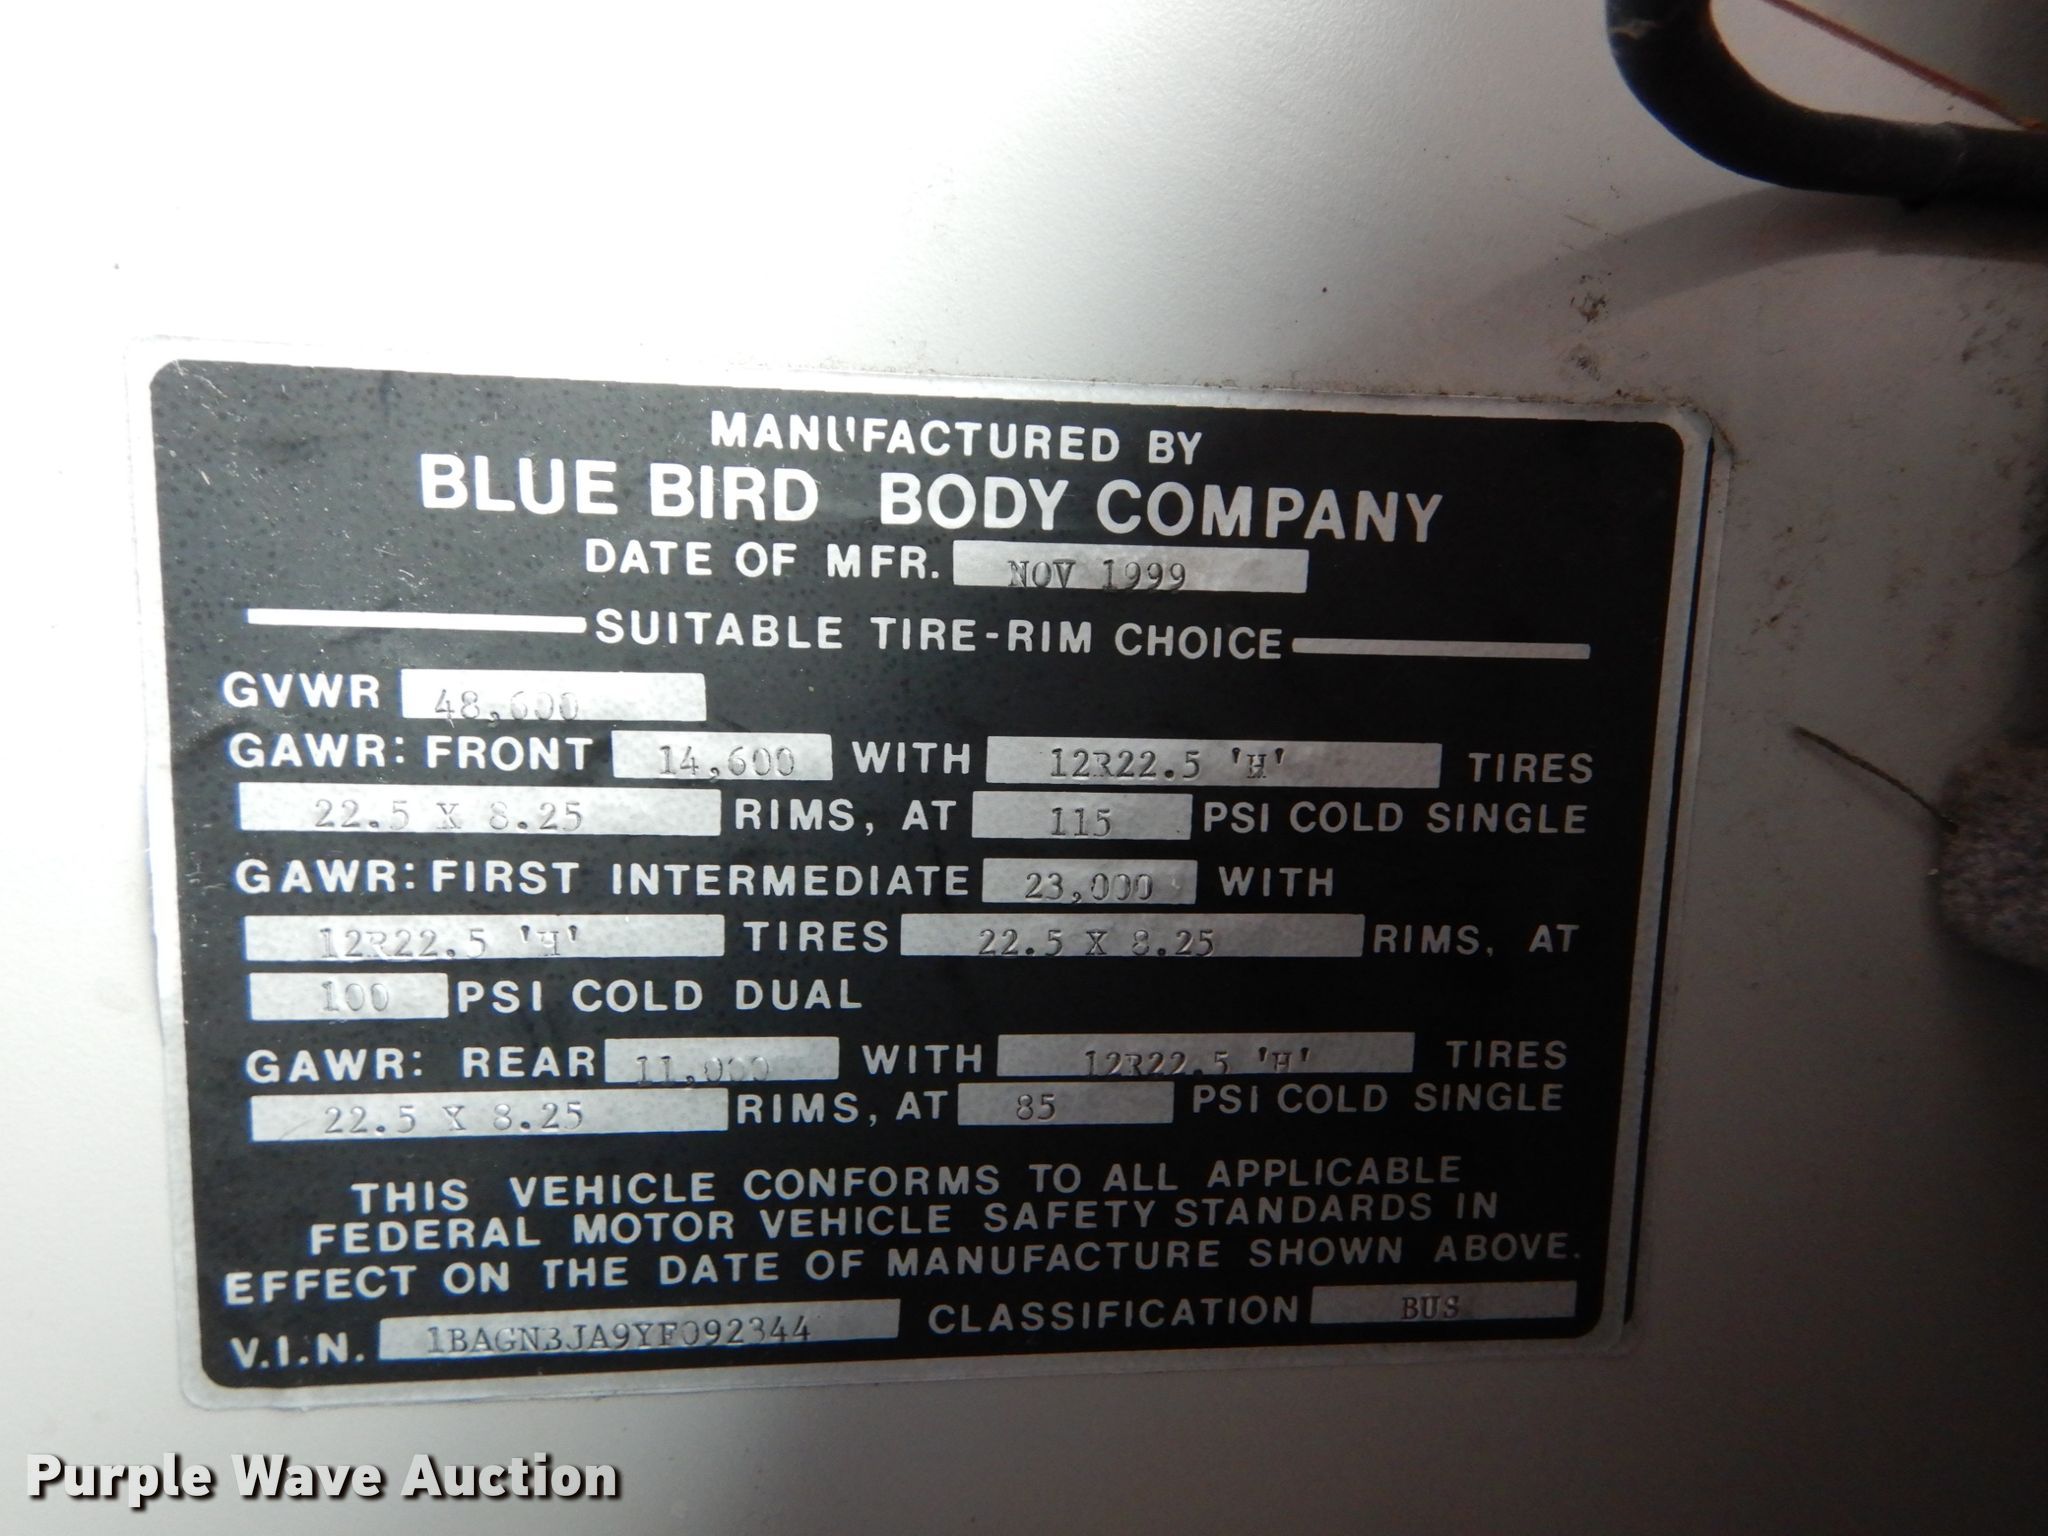 MANUFACTURED BY
BLUE BIRD BODY COMPANY
DATE OF MFR. NOV 1999
SUITABLE TIRE-RIM CHOICE
GVWR 48,600
GAWR: FRONT 14,600 WITH 12R22.5 'H' TIRES
22.5 X 8.25 RIMS, AT 115 PSI COLD SINGLE
GAWR: FIRST INTERMEDIATE 23,000 WITH
12R22.5 'H' TIRES 22.5 X 8.25 RIMS, AT
100 PSI COLD DUAL
GAWR: REAR 11,000 WITH 12R22.5 'H' TIRES
22.5 X 8.25 RIMS, AT 85 PSI COLD SINGLE
THIS VEHICLE CONFORMS TO ALL APPLICABLE
FEDERAL MOTOR VEHICLE SAFETY STANDARDS IN
EFFECT ON THE DATE OF MANUFACTURE SHOWN ABOVE.
V.I.N. 1BAGN3JA9YF092344 CLASSIFICATION BUS
Purple Wave Auction